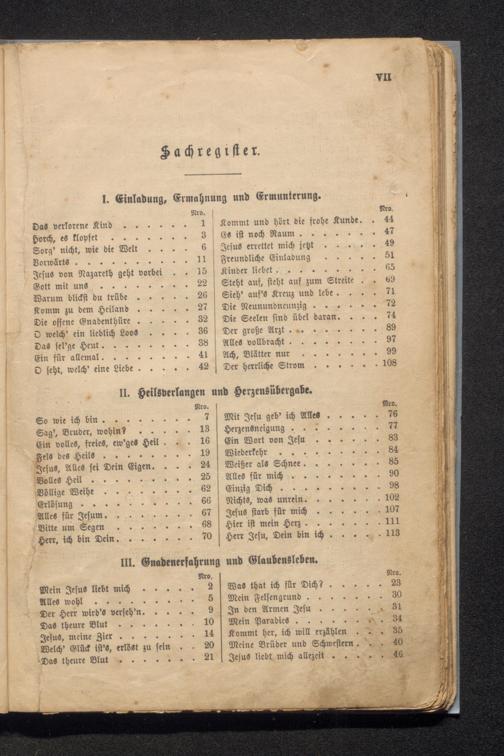 VII
Sachregister.
I. Einladung, Ermahnung und Ermunterung.
Nro.
Das verlorene Kind . . . . . . 1
Horch, es klopfet . . . . . . . 3
Sorg' nicht, wie die Welt . . . . 6
Vorwärts . . . . . . . . . 11
Jesus von Nazareth geht vorbei . . 15
Gott mit uns . . . . . . . . 22
Warum blickst du trübe . . . . . 26
Komm zu dem Heiland . . . . . 27
Die offene Gnadenthüre . . . . . 32
O welch' ein lieblich Loos . . . . 36
Das sel'ge Heut . . . . . . . 38
Ein für allemal . . . . . . . 41
O seht, welch' eine Liebe . . . . . 42
Nro.
Kommt und hört die frohe Kunde . . 44
Es ist noch Raum . . . . . . . 47
Jesus errettet mich jetzt . . . . . 49
Freundliche Einladung . . . . . 51
Kinder liebet . . . . . . . . 65
Steht auf, steht auf zum Streite . . 69
Sieh' auf's Kreuz und lebe . . . . 71
Die Neunundneunzig . . . . . . 72
Die Seelen sind übel daran . . . . 74
Der große Arzt . . . . . . . 89
Alles vollbracht . . . . . . . 97
Ach, Blätter nur . . . . . . . 99
Der herrliche Strom . . . . . . 108
II. Heilsverlangen und Herzensübergabe.
Nro.
So wie ich bin . . . . . . . . 7
Sag', Bruder, wohin? . . . . . . 13
Ein volles, freies, ew'ges Heil . . . 16
Fels des Heils . . . . . . . . 19
Jesus, Alles sei Dein Eigen . . . . 24
Volles Heil . . . . . . . . 25
Völlige Weihe . . . . . . . . 62
Erlösung . . . . . . . . . 66
Alles für Jesum . . . . . . . 67
Bitte um Segen . . . . . . . 68
Herr, ich bin Dein . . . . . . . 70
Nro.
Mit Jesu geb' ich Alles . . . . . 76
Herzensneigung . . . . . . . 77
Ein Wort von Jesu . . . . . . 83
Wiederkehr . . . . . . . . 84
Weißer als Schnee . . . . . . . 85
Alles für mich . . . . . . . . 90
Einzig Dich . . . . . . . . 98
Nichts, was unrein . . . . . . . 102
Jesus starb für mich . . . . . . 107
Hier ist mein Herz . . . . . . . 111
Herr Jesu, Dein bin ich . . . . . 113
III. Gnadenerfahrung und Glaubensleben.
Nro.
Mein Jesus liebt mich . . . . . 2
Alles wohl . . . . . . . . . 5
Der Herr wird's verseh'n . . . . . 9
Das theure Blut . . . . . . . 10
Jesus, meine Zier . . . . . . . 14
Welch' Glück ist's, erlöst zu sein . . 20
Das theure Blut . . . . . . . 21
Nro.
Was that ich für Dich? . . . . . 23
Mein Felsengrund . . . . . . . 30
In den Armen Jesu . . . . . . 31
Mein Paradies . . . . . . . 34
Kommt her, ich will erzählen . . . 35
Meine Brüder und Schwestern . . . 40
Jesus liebt mich allezeit . . . . . 46